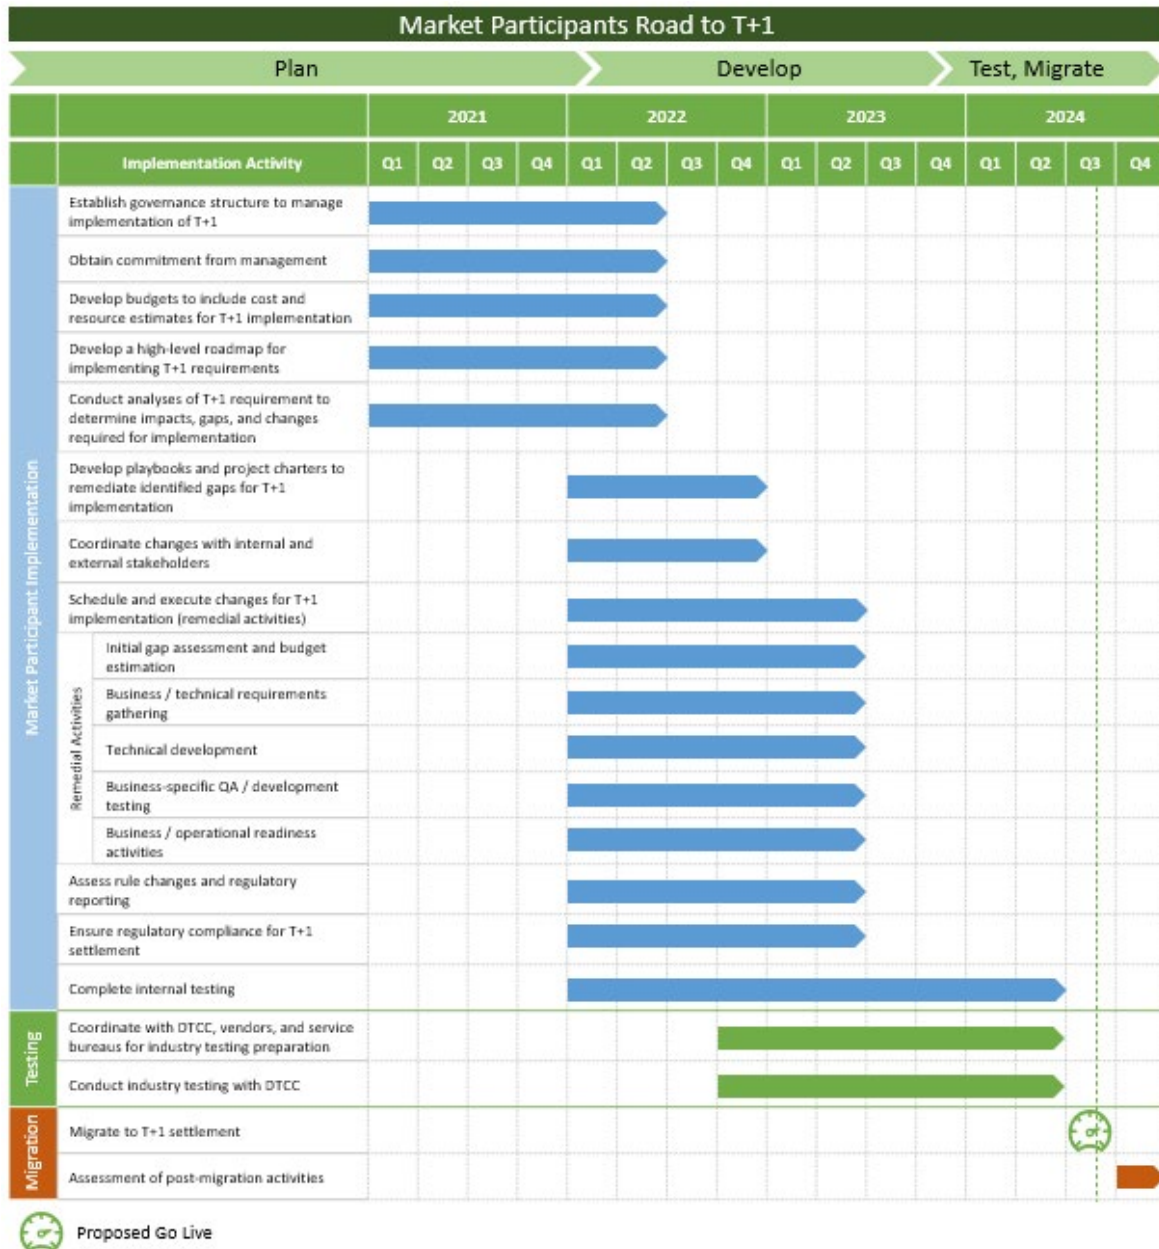 Market Participants Road to T+1
Plan
Develop
Test, Migrate
2021
2022
2023
2024
Implementation Activity
Q1 Q2 Q3 Q4 Q1 Q2 Q3 Q4 Q1 Q2 Q3 Q4 Q1 Q2 Q3 Q4
Market Participant Implementation
Establish governance structure to manage
implementation of T+1
Obtain commitment from management
Develop budgets to include cost and
resource estimates for T+1 implementation
Develop a high-level roadmap for
implementing T+1 requirements
Conduct analyses of T+1 requirement to
determine impacts, gaps, and changes
required for implementation
Develop playbooks and project charters to
remediate identified gaps for T+1
implementation
Coordinate changes with internal and
external stakeholders
Schedule and execute changes for T+1
implementation (remedial activities)
Remedial Activities
Initial gap assessment and budget
estimation
Business / technical requirements
gathering
Technical development
Business-specific QA / development
testing
Business / operational readiness
activities
Assess rule changes and regulatory
reporting
Ensure regulatory compliance for T+1
settlement
Complete internal testing
Testing
Coordinate with DTCC, vendors, and service
bureaus for industry testing preparation
Conduct industry testing with DTCC
Migration
Migrate to T+1 settlement
Assessment of post-migration activities
Proposed Go Live